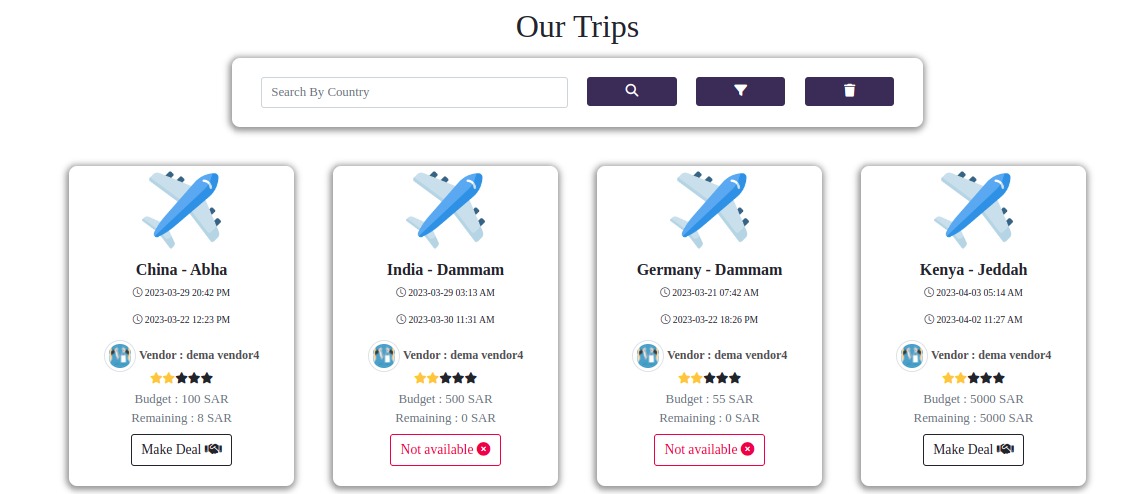 Our Trips
Search By Country
China - Abha
2023-03-29 20:42 PM
2023-03-22 12:23 PM
Vendor : dema vendor4
Budget : 100 SAR
Remaining : 8 SAR
Make Deal
India - Dammam
2023-03-29 03:13 AM
2023-03-30 11:31 AM
Vendor : dema vendor4
Budget : 500 SAR
Remaining : 0 SAR
Not available
Germany - Dammam
2023-03-21 07:42 AM
2023-03-22 18:26 PM
Vendor : dema vendor4
Budget : 55 SAR
Remaining : 0 SAR
Not available
Kenya - Jeddah
2023-04-03 05:14 AM
2023-04-02 11:27 AM
Vendor : dema vendor4
Budget : 5000 SAR
Remaining : 5000 SAR
Make Deal